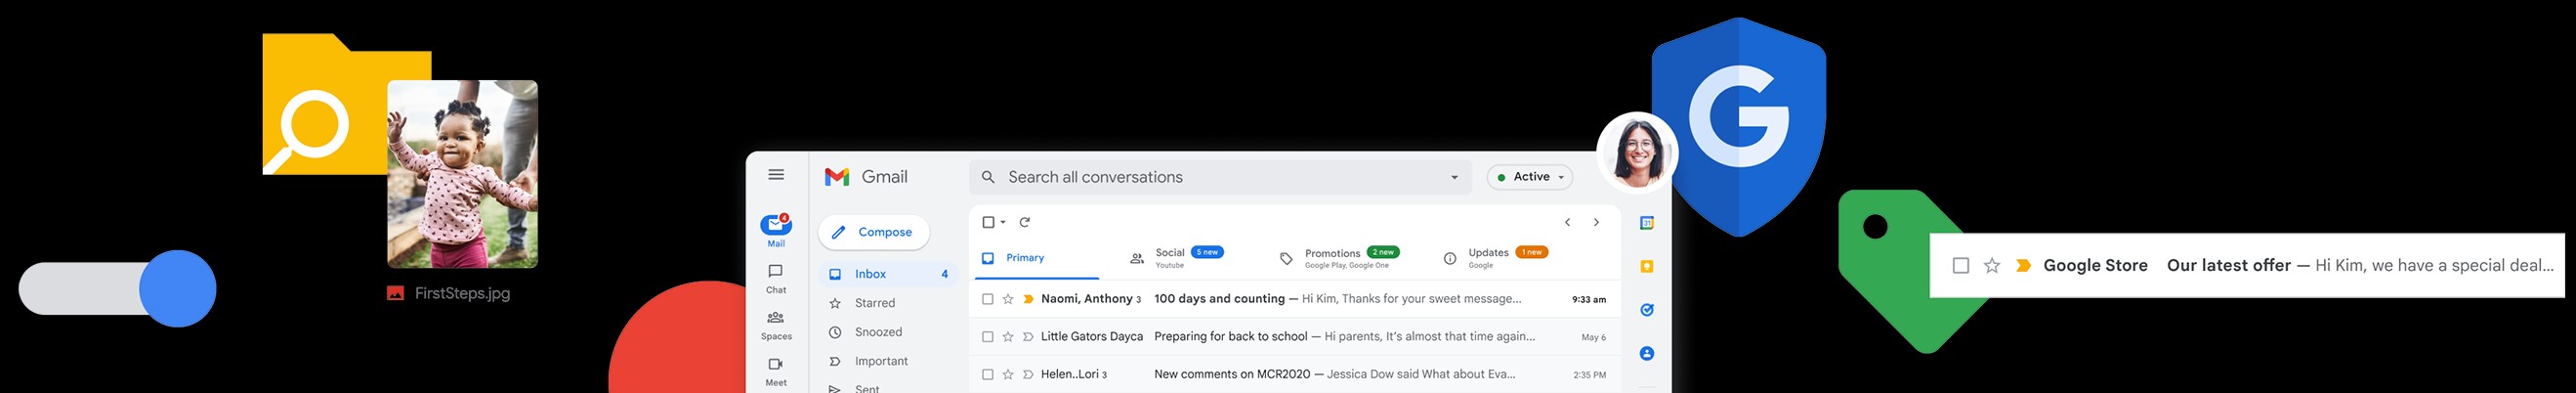 FirstSteps.jpg
Gmail
Search all conversations
Active
4
Mail
Chat
Spaces
Meet
Compose
Inbox 4
Starred
Snoozed
Important
Sent
Primary
Social 5 new
Youtube
Promotions 2 new
Google Play, Google One
Updates 1 new
Google
Naomi, Anthony 3 100 days and counting — Hi Kim, Thanks for your sweet message... 9:33 am
Little Gators Dayca Preparing for back to school — Hi parents, It's almost that time again... May 6
Helen..Lori 3 New comments on MCR2020 — Jessica Dow said What about Eva... 2:35 PM
31
G
Google Store Our latest offer — Hi Kim, we have a special deal...